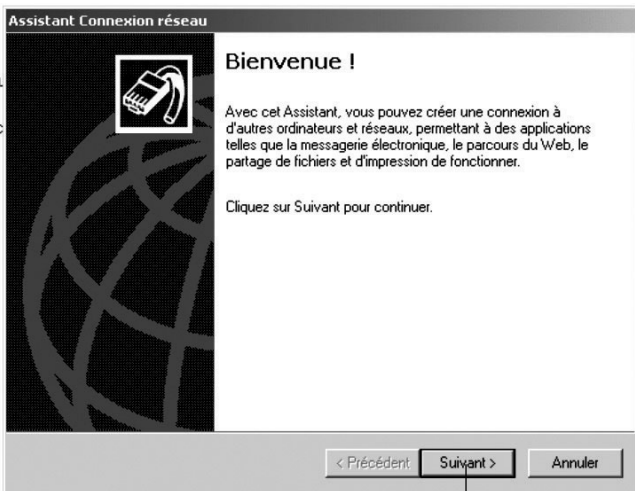 Assistant Connexion réseau
Bienvenue !
Avec cet Assistant, vous pouvez créer une connexion à
d'autres ordinateurs et réseaux, permettant à des applications
telles que la messagerie électronique, le parcours du Web, le
partage de fichiers et d'impression de fonctionner.
Cliquez sur Suivant pour continuer.
< Précédent
Suivant >
Annuler